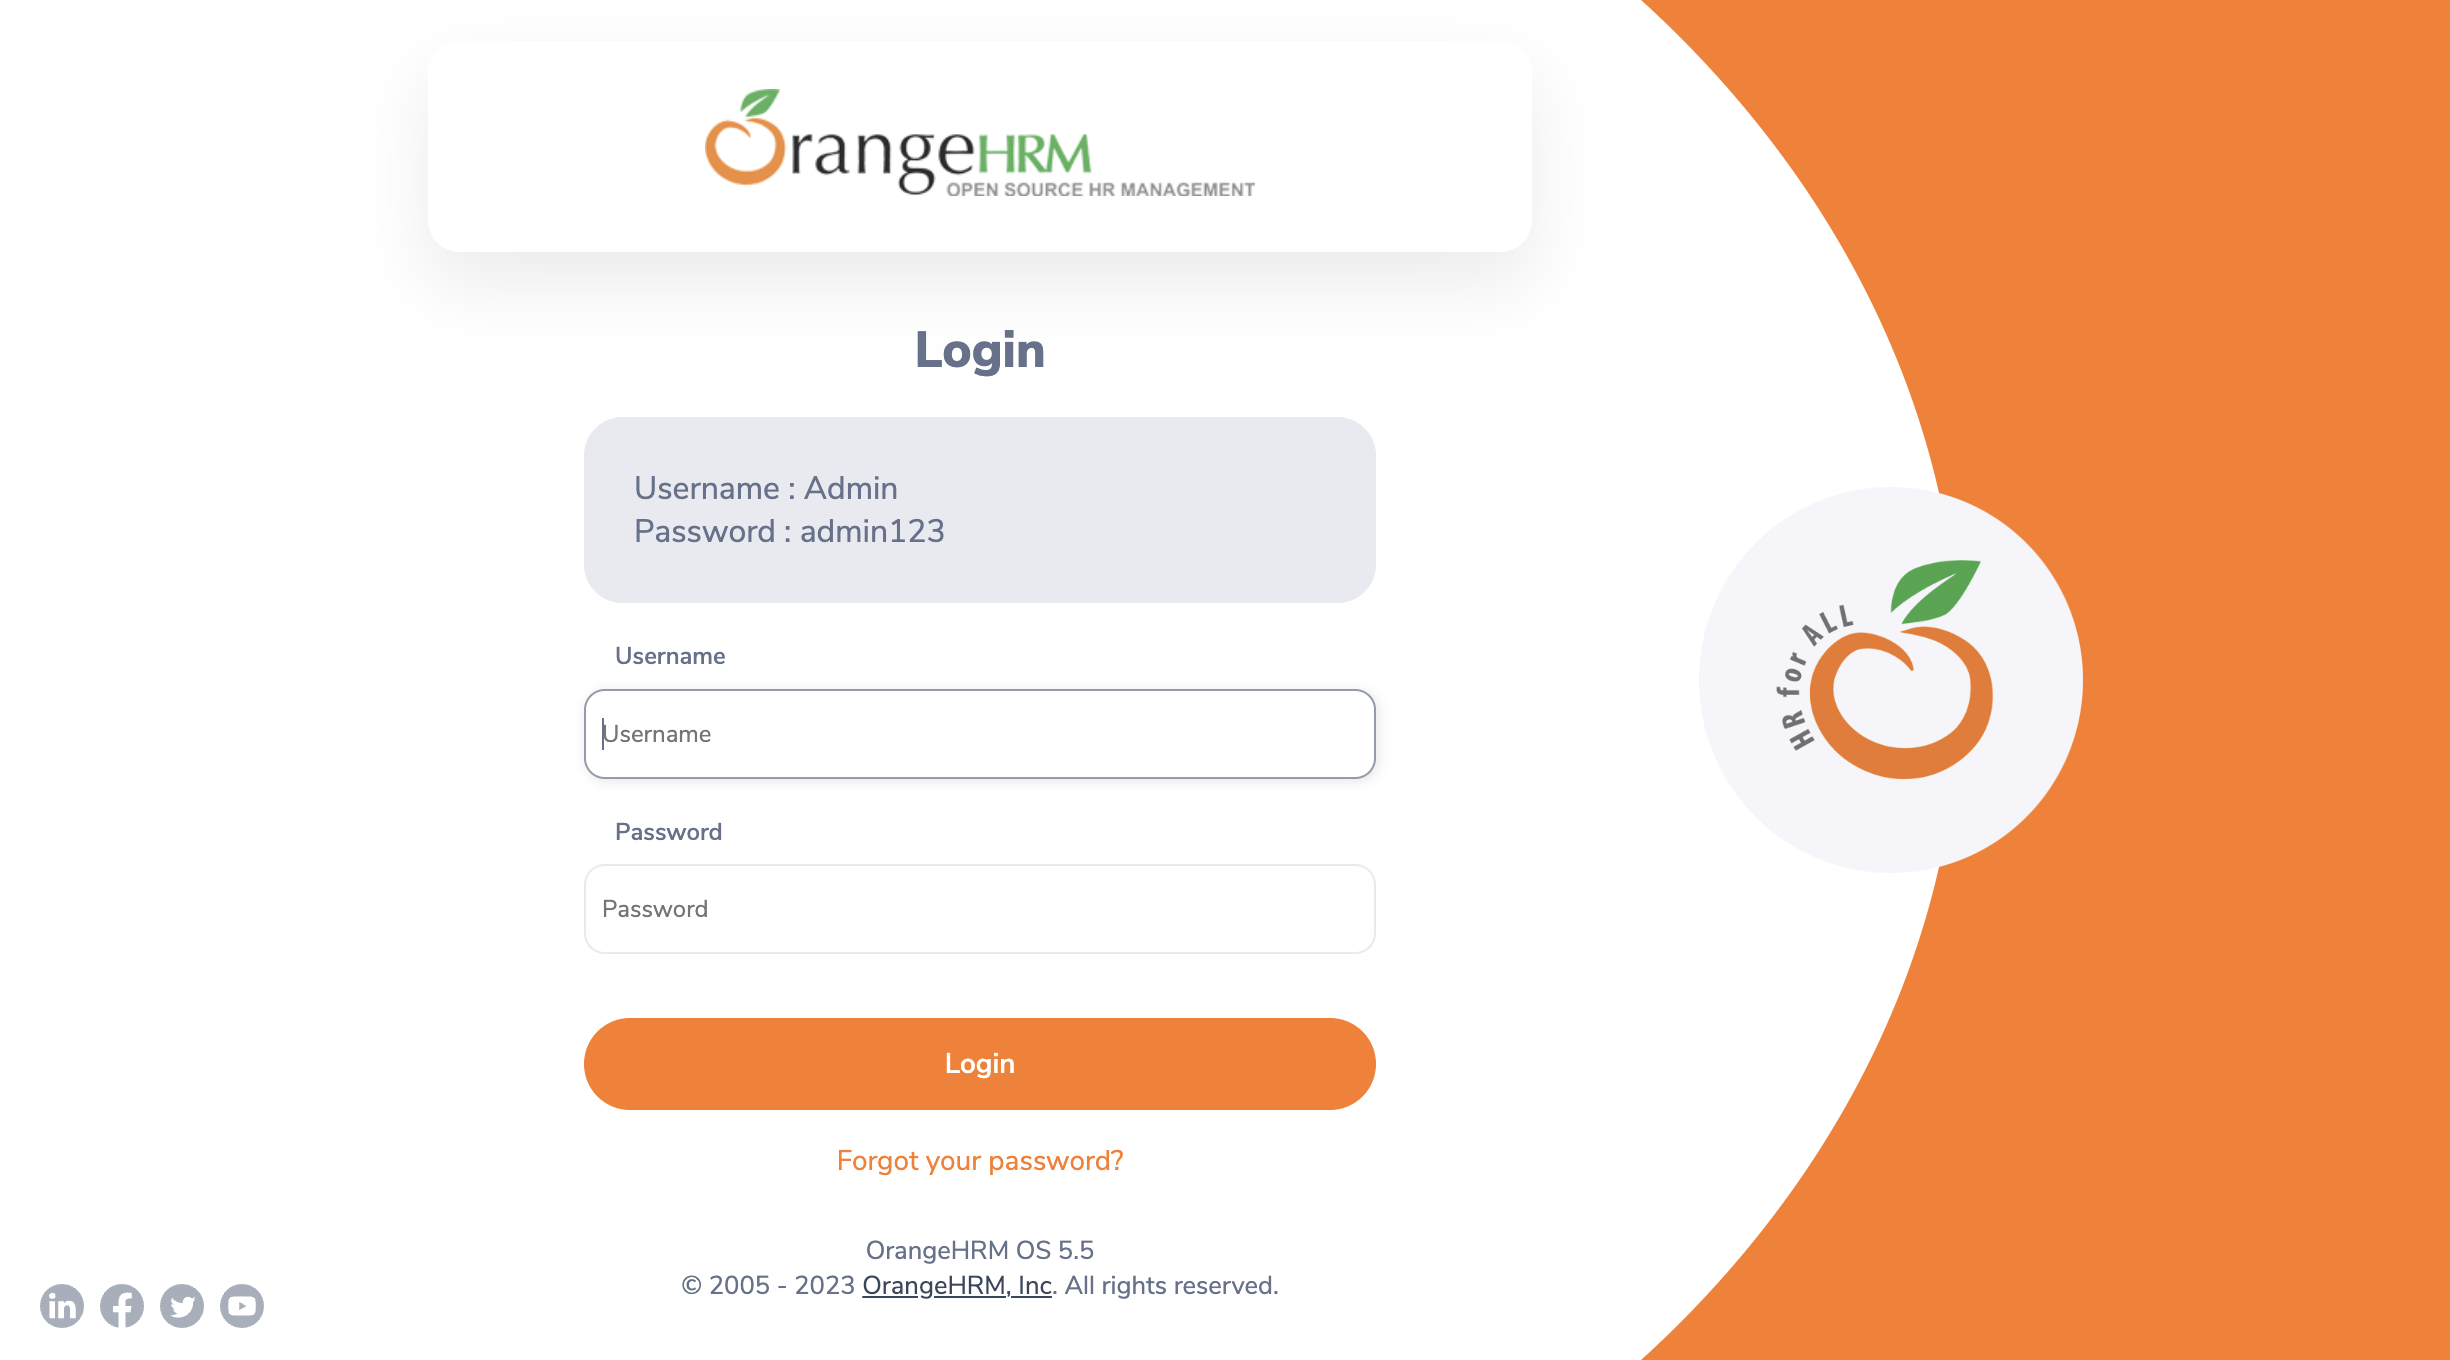 OrangeHRM
OPEN SOURCE HR MANAGEMENT
Login
Username : Admin
Password : admin123
Username
Username
Password
Password
Login
Forgot your password?
OrangeHRM OS 5.5
© 2005 - 2023 OrangeHRM, Inc. All rights reserved.
in
HR for ALL